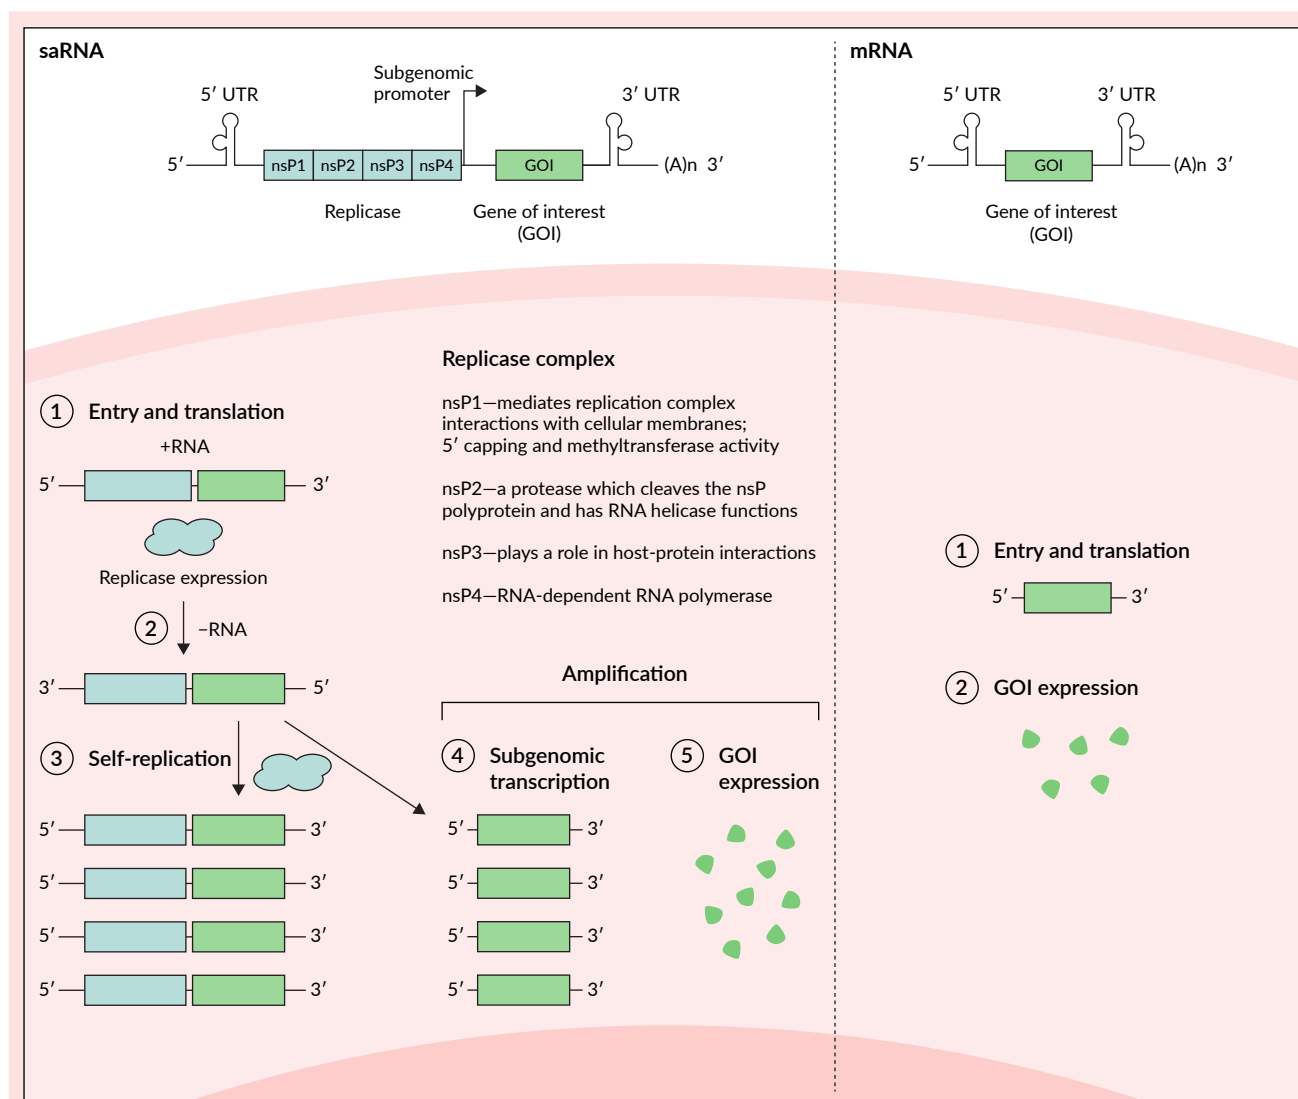 saRNA
Subgenomic
promoter
5′ UTR
3′ UTR
5′
nsP1 nsP2 nsP3 nsP4
GOI
(A)n 3′
Replicase
Gene of interest
(GOI)
mRNA
5′ UTR
3′ UTR
5′
GOI
(A)n 3′
Gene of interest
(GOI)
1 Entry and translation
+RNA
5′ 3′
Replicase expression
2 –RNA
3′ 5′
3 Self-replication
5′ 3′
5′ 3′
5′ 3′
5′ 3′
Replicase complex
nsP1—mediates replication complex
interactions with cellular membranes;
5′ capping and methyltransferase activity
nsP2—a protease which cleaves the nsP
polyprotein and has RNA helicase functions
nsP3—plays a role in host-protein interactions
nsP4—RNA-dependent RNA polymerase
Amplification
4 Subgenomic
transcription
5′ 3′
5′ 3′
5′ 3′
5′ 3′
5 GOI
expression
1 Entry and translation
5′ 3′
2 GOI expression